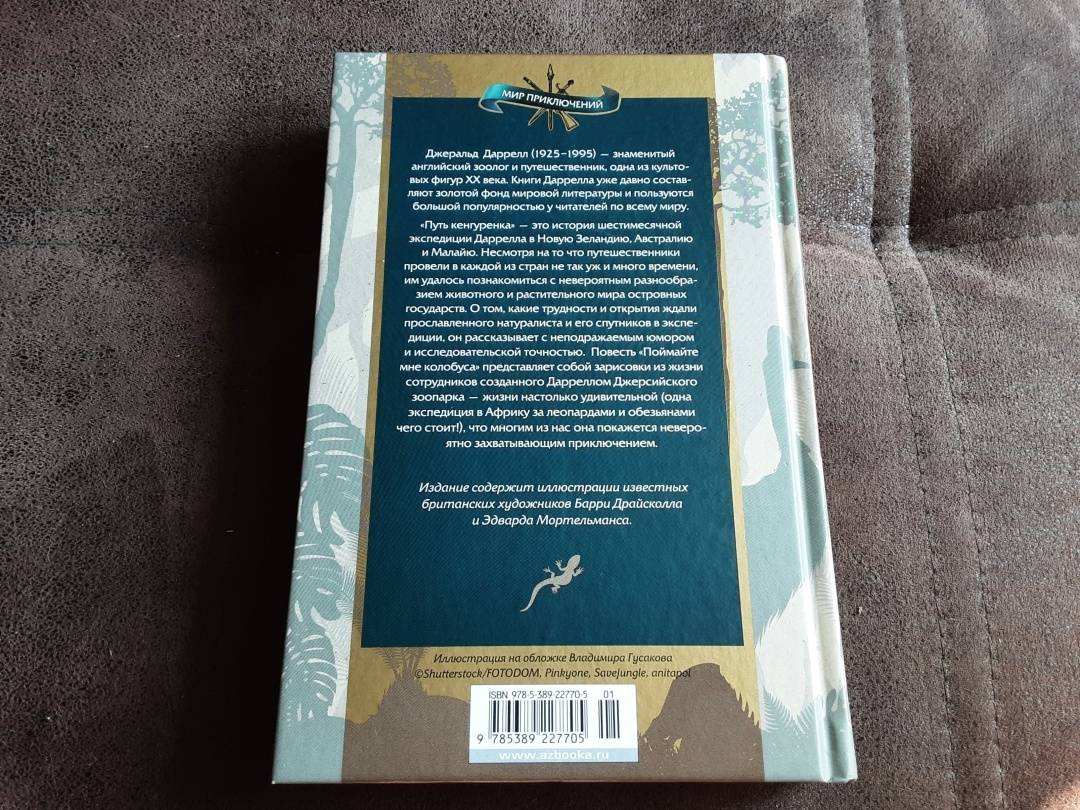 МИР ПРИКЛЮЧЕНИЙ
Джеральд Даррелл (1925–1995) — знаменитый
английский зоолог и путешественник, одна из культо-
вых фигур XX века. Книги Даррелла уже давно состав-
ляют золотой фонд мировой литературы и пользуются
большой популярностью у читателей по всему миру.
«Путь кенгуренка» — это история шестимесячной
экспедиции Даррелла в Новую Зеландию, Австралию
и Малайю. Несмотря на то что путешественники
провели в каждой из стран не так уж и много времени,
им удалось познакомиться с невероятным разнообра-
зием животного и растительного мира островных
государств. О том, какие трудности и открытия ждали
прославленного натуралиста и его спутников в экспе-
диции, он рассказывает с неподражаемым юмором
и исследовательской точностью. Повесть «Поймайте
мне колобуса» представляет собой зарисовки из жизни
сотрудников созданного Дарреллом Джерсийского
зоопарка — жизни настолько удивительной (одна
экспедиция в Африку за леопардами и обезьянами
чего стоит!), что многим из нас она покажется неверо-
ятно захватывающим приключением.
Издание содержит иллюстрации известных
британских художников Барри Драйсколла
и Эдварда Мортельманса.
Иллюстрация на обложке Владимира Гусакова
©Shutterstock/FOTODOM, Pinkyone, Savejungle, anitapol
ISBN 978-5-389-22770-5 01
9 785389 227705
www.azbooka.ru